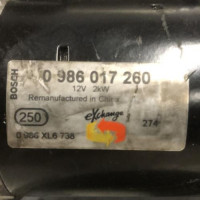 BOSCH
0 986 017 260
12V 2kW
Remanufactured in China
eXchange
250
274
0 986 XL6 736